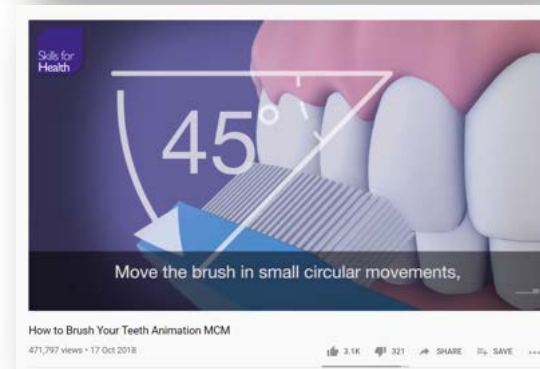 Skills for
Health
45°
Move the brush in small circular movements,
How to Brush Your Teeth Animation MCM
471,797 views • 17 Oct 2018
3.1K 321 SHARE SAVE ...